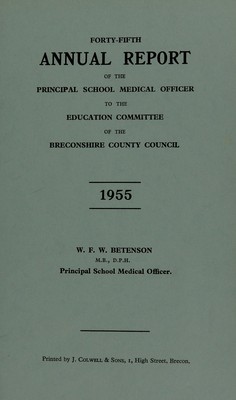 FORTY-FIFTH
ANNUAL REPORT
OF THE
PRINCIPAL SCHOOL MEDICAL OFFICER
TO THE
EDUCATION COMMITTEE
OF THE
BRECONSHIRE COUNTY COUNCIL
1955
W. F. W. BETENSON
M.B., D.P.H.
Principal School Medical Officer.
Printed by J. Colwell & Sons, 1, High Street, Brecon.